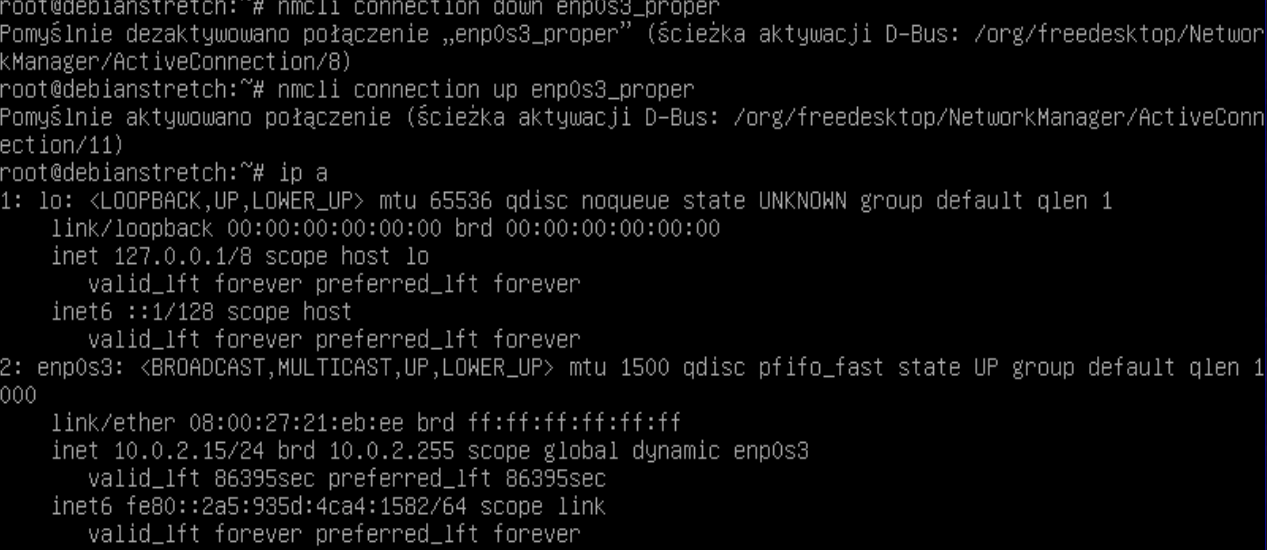 root@debianstretch:~# nmcli connection down enp0s3_proper
Pomyślnie dezaktywowano połączenie „enp0s3_proper” (ścieżka aktywacji D-Bus: /org/freedesktop/Networ
kManager/ActiveConnection/8)
root@debianstretch:~# nmcli connection up enp0s3_proper
Pomyślnie aktywowano połączenie (ścieżka aktywacji D-Bus: /org/freedesktop/NetworkManager/ActiveConn
ection/11)
root@debianstretch:~# ip a
1: lo: <LOOPBACK,UP,LOWER_UP> mtu 65536 qdisc noqueue state UNKNOWN group default qlen 1
    link/loopback 00:00:00:00:00:00 brd 00:00:00:00:00:00
    inet 127.0.0.1/8 scope host lo
       valid_lft forever preferred_lft forever
    inet6 ::1/128 scope host
       valid_lft forever preferred_lft forever
2: enp0s3: <BROADCAST,MULTICAST,UP,LOWER_UP> mtu 1500 qdisc pfifo_fast state UP group default qlen 1
000
    link/ether 08:00:27:21:eb:ee brd ff:ff:ff:ff:ff:ff
    inet 10.0.2.15/24 brd 10.0.2.255 scope global dynamic enp0s3
       valid_lft 86395sec preferred_lft 86395sec
    inet6 fe80::2a5:935d:4ca4:1582/64 scope link
       valid_lft forever preferred_lft forever